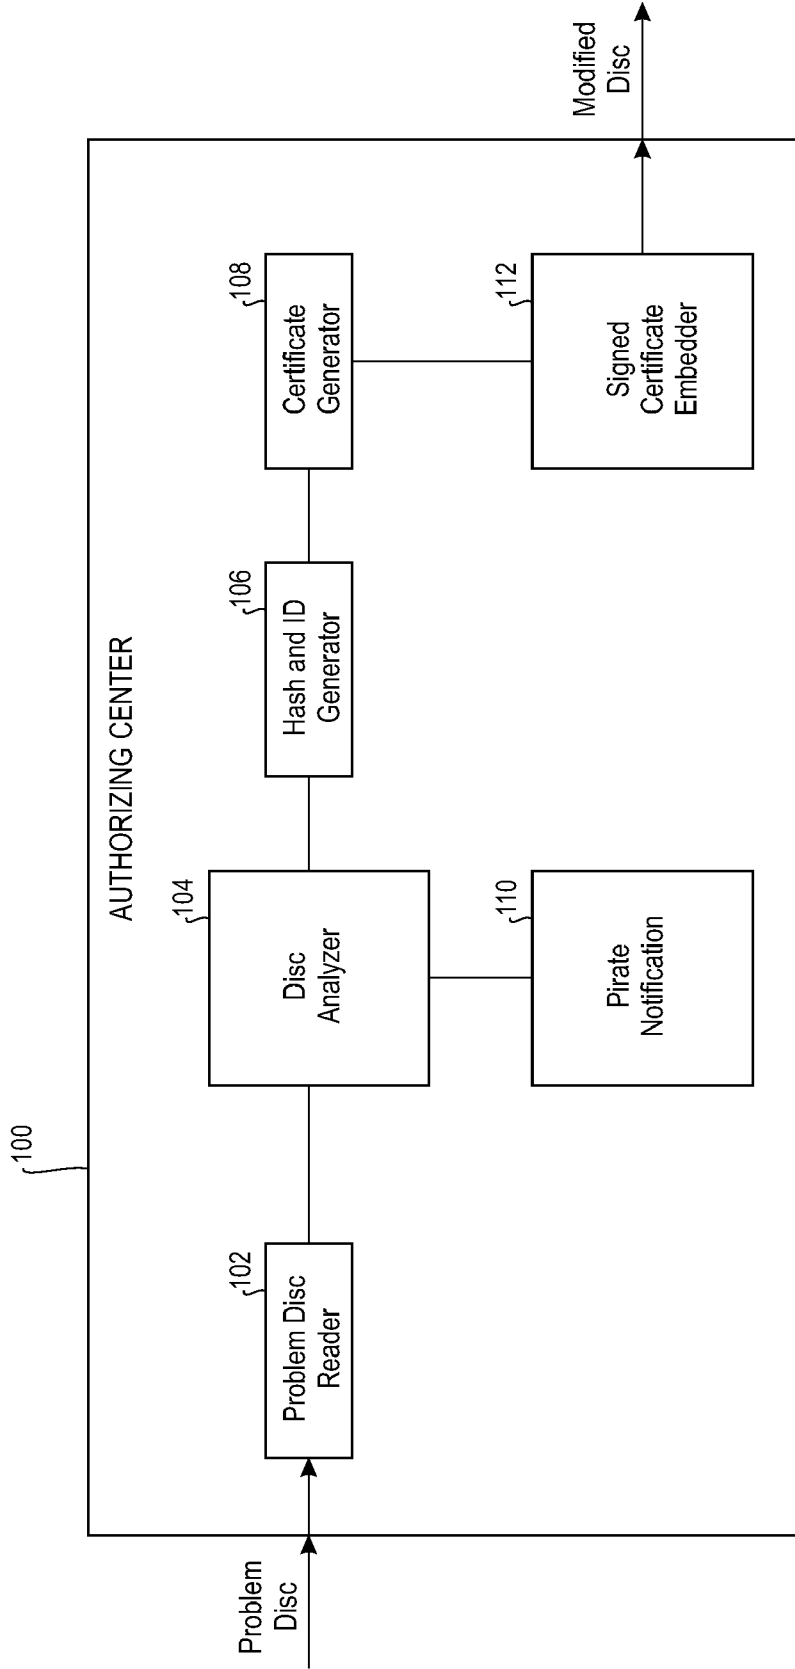 100
AUTHORIZING CENTER
Problem
Disc
102
Problem Disc
Reader
104
Disc
Analyzer
106
Hash and ID
Generator
108
Certificate
Generator
110
Pirate
Notification
112
Signed
Certificate
Embedder
Modified
Disc